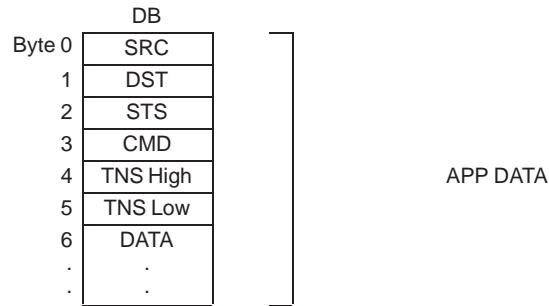 DB
Byte 0 SRC
1 DST
2 STS
3 CMD
4 TNS High APP DATA
5 TNS Low
6 DATA
. .
. .